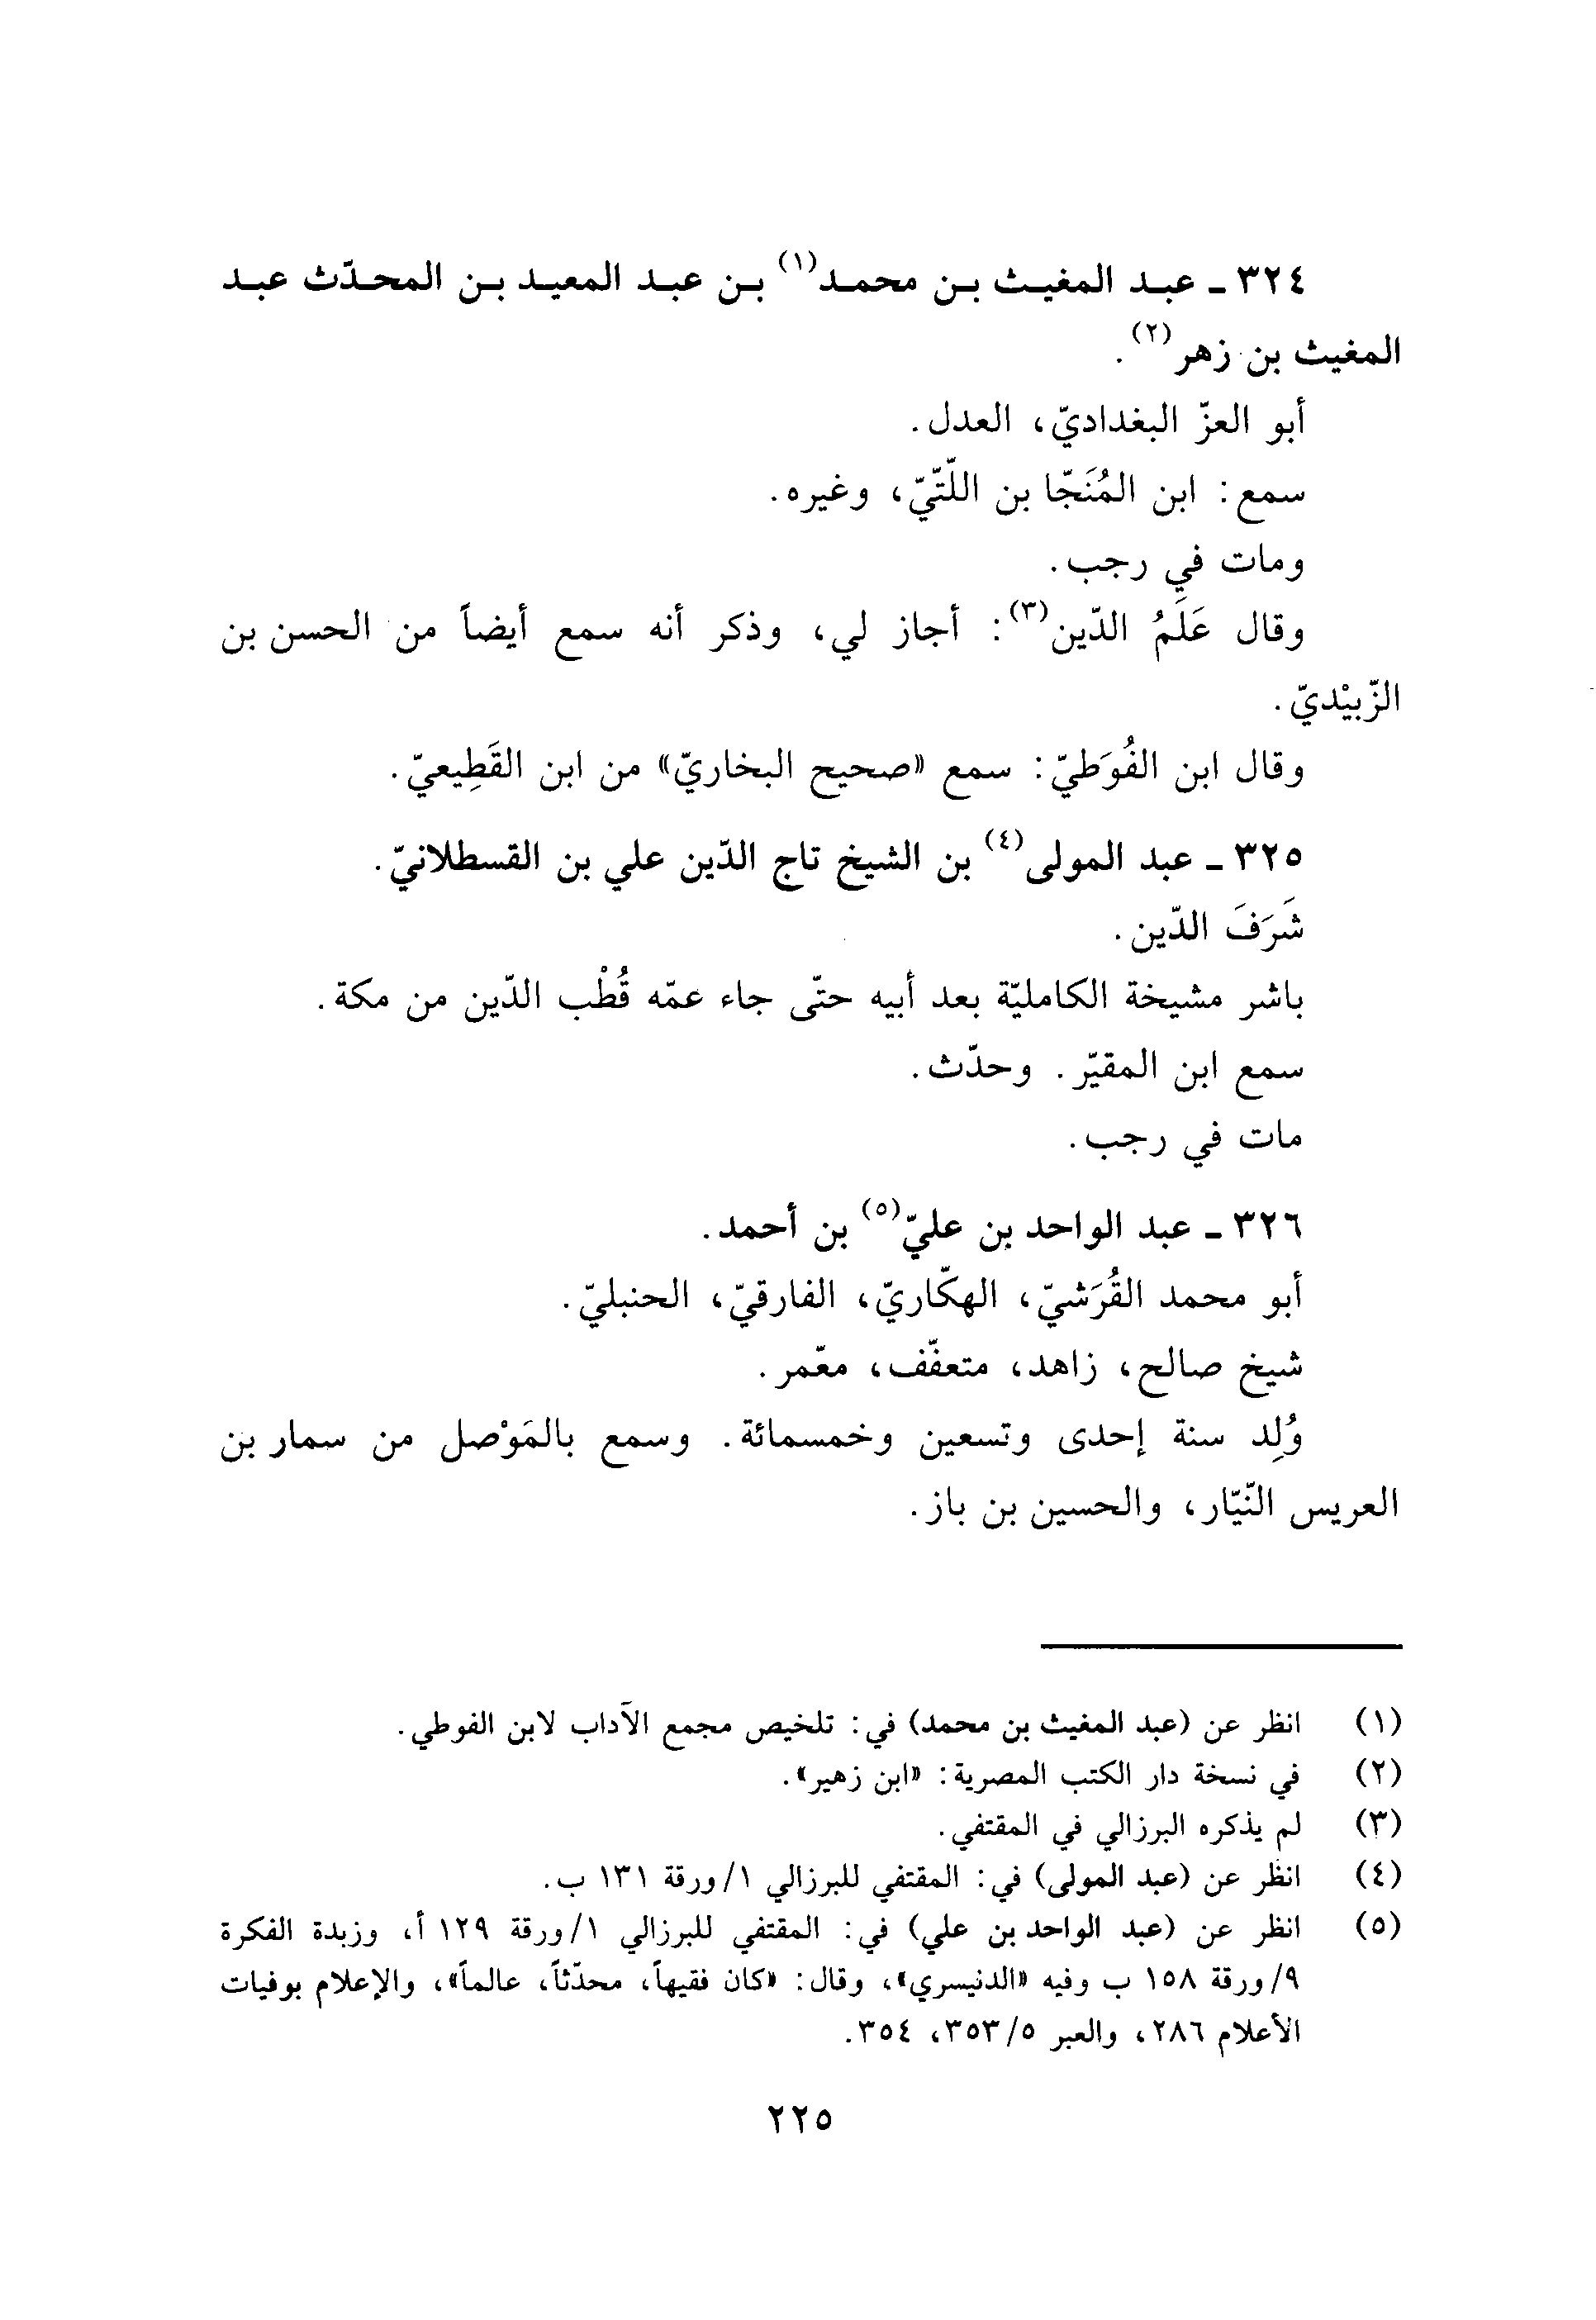 ٣٢٤ ـ عبد المغيث بن محمد(١) بن عبد المعيد بن المحدّث عبد
المغيث بن زهر(٢).
أبو العزّ البغداديّ، العدل.
سمع: ابن المُنَجّا بن اللّتّيّ، وغيره.
ومات في رجب.
وقال عَلَمُ الدّين(٣): أجاز لي، وذكر أنه سمع أيضاً من الحسن بن
الزّبيْديّ.
وقال ابن الفُوَطيّ: سمع «صحيح البخاريّ» من ابن القَطِيعيّ.
٣٢٥ ـ عبد المولى(٤) بن الشيخ تاج الدّين علي بن القسطلانيّ.
شَرَفَ الدّين.
باشر مشيخة الكامليّة بعد أبيه حتّى جاء عمّه قُطْب الدّين من مكة.
سمع ابن المقيّر. وحدّث.
مات في رجب.
٣٢٦ ـ عبد الواحد بن عليّ(٥) بن أحمد.
أبو محمد القُرَشيّ، الهكّاريّ، الفارقيّ، الحنبليّ.
شيخ صالح، زاهد، متعفّف، معّمر.
وُلِد سنة إحدى وتسعين وخمسمائة. وسمع بالمَوْصل من سمار بن
العريس النّيّار، والحسين بن باز.
(١) انظر عن (عبد المغيث بن محمد) في: تلخيص مجمع الآداب لابن الفوطي.
(٢) في نسخة دار الكتب المصرية: «ابن زهير».
(٣) لم يذكره البرزالي في المقتفي.
(٤) انظر عن (عبد المولى) في: المقتفي للبرزالي ١/ورقة ١٣١ ب.
(٥) انظر عن (عبد الواحد بن علي) في: المقتفي للبرزالي ١/ورقة ١٢٩ أ، وزبدة الفكرة
٩/ورقة ١٥٨ ب وفيه «الدنيسري»، وقال: «كان فقيهاً، محدّثاً، عالماً»، والإعلام بوفيات
الأعلام ٢٨٦، والعبر ٣٥٣/٥، ٣٥٤.
٢٢٥